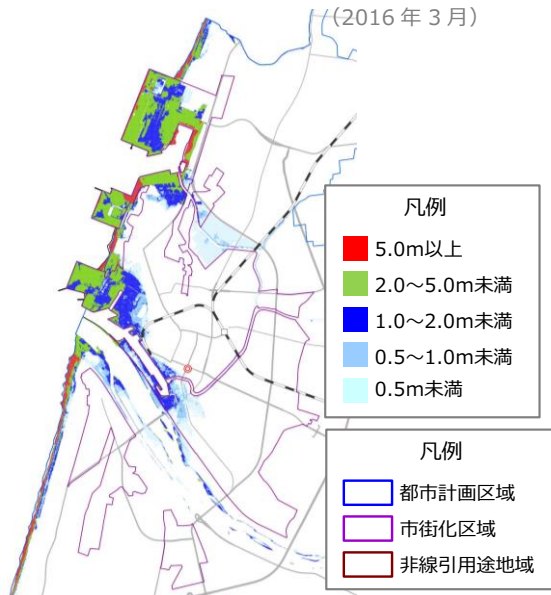 (2016 年 3 月)
凡例
5.0m以上
2.0～5.0m未満
1.0～2.0m未満
0.5～1.0m未満
0.5m未満
凡例
都市計画区域
市街化区域
非線引用途地域